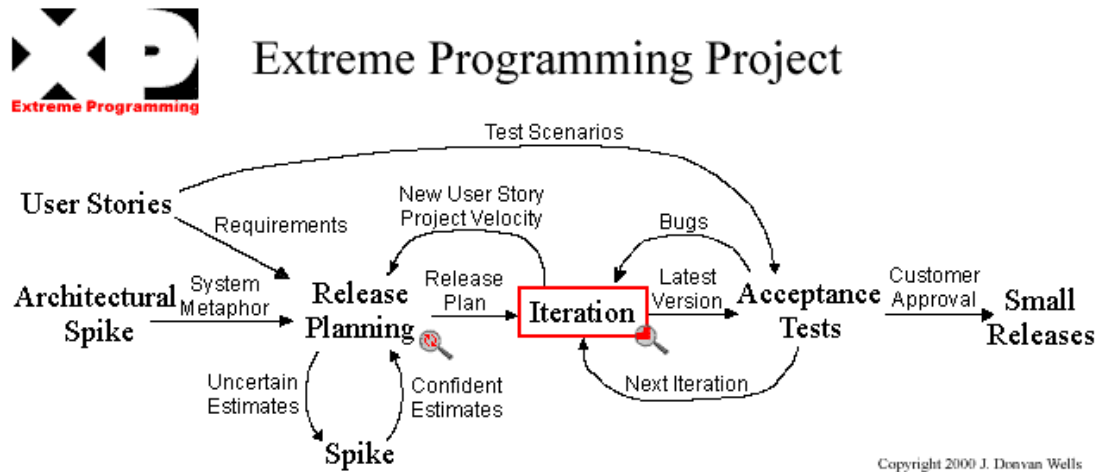 XP
Extreme Programming
Extreme Programming Project
Test Scenarios
User Stories
Requirements
New User Story
Project Velocity
Bugs
Architectural
Spike
System
Metaphor
Release
Planning
Release
Plan
Iteration
Latest
Version
Acceptance
Tests
Customer
Approval
Small
Releases
Uncertain
Estimates
Confident
Estimates
Next Iteration
Spike
Copyright 2000 J. Donvan Wells